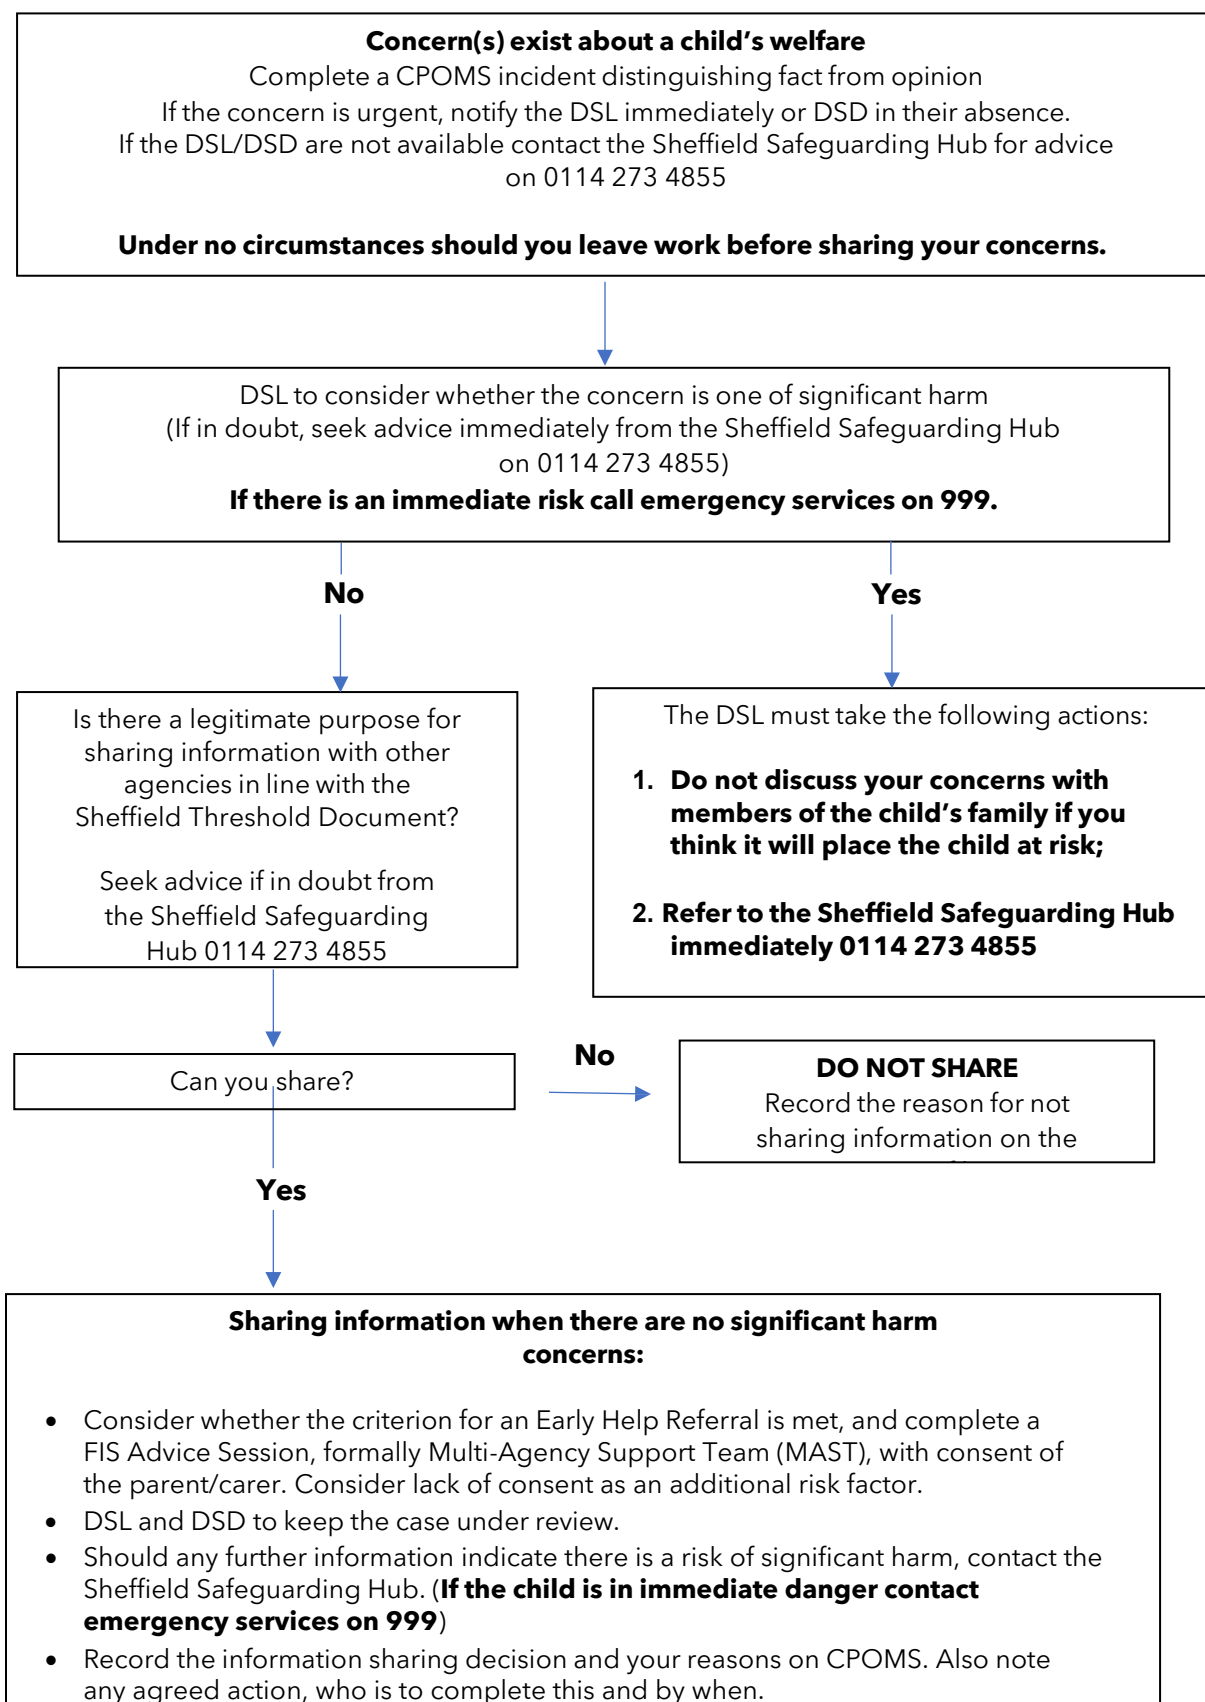 Concern(s) exist about a child’s welfare
Complete a CPOMS incident distinguishing fact from opinion
If the concern is urgent, notify the DSL immediately or DSD in their absence.
If the DSL/DSD are not available contact the Sheffield Safeguarding Hub for advice
on 0114 273 4855
Under no circumstances should you leave work before sharing your concerns.
DSL to consider whether the concern is one of significant harm
(If in doubt, seek advice immediately from the Sheffield Safeguarding Hub
on 0114 273 4855)
If there is an immediate risk call emergency services on 999.
No
Yes
Is there a legitimate purpose for
sharing information with other
agencies in line with the
Sheffield Threshold Document?
Seek advice if in doubt from
the Sheffield Safeguarding
Hub 0114 273 4855
The DSL must take the following actions:
1. Do not discuss your concerns with
members of the child’s family if you
think it will place the child at risk;
2. Refer to the Sheffield Safeguarding Hub
immediately 0114 273 4855
Can you share?
No
DO NOT SHARE
Record the reason for not
sharing information on the
Yes
Sharing information when there are no significant harm
concerns:
• Consider whether the criterion for an Early Help Referral is met, and complete a
FIS Advice Session, formally Multi-Agency Support Team (MAST), with consent of
the parent/carer. Consider lack of consent as an additional risk factor.
• DSL and DSD to keep the case under review.
• Should any further information indicate there is a risk of significant harm, contact the
Sheffield Safeguarding Hub. (If the child is in immediate danger contact
emergency services on 999)
• Record the information sharing decision and your reasons on CPOMS. Also note
any agreed action, who is to complete this and by when.